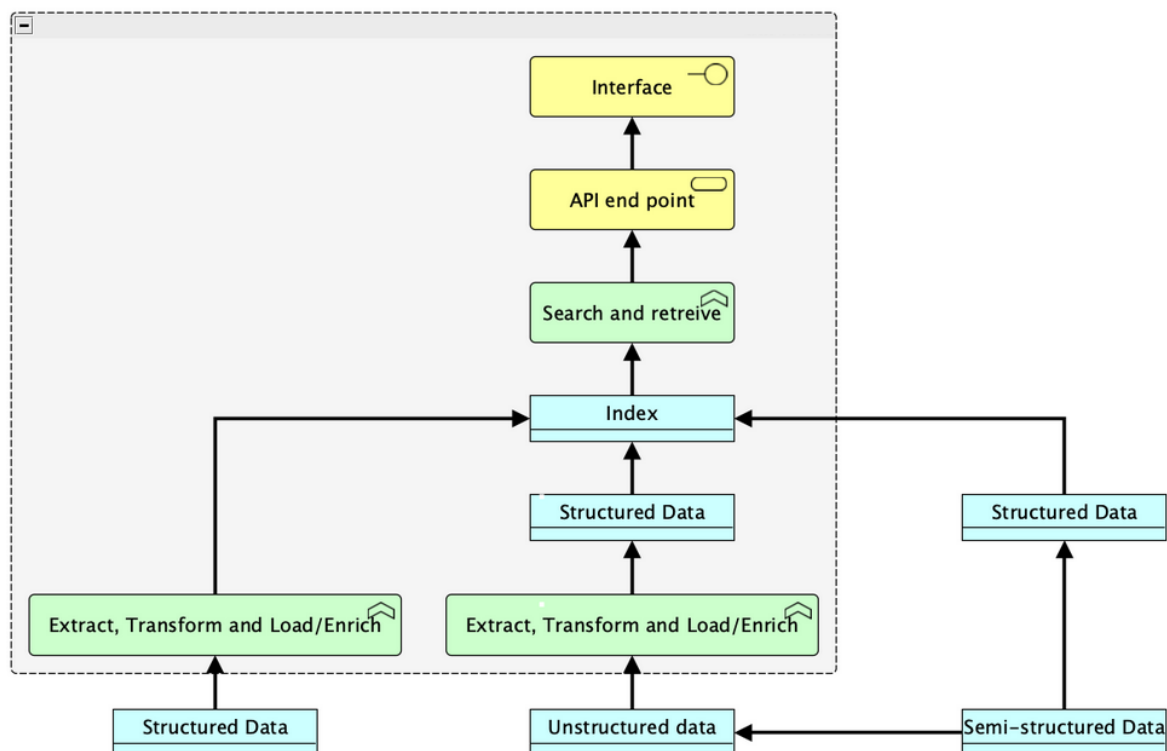 Interface
API end point
Search and retreive
Index
Structured Data
Structured Data
Extract, Transform and Load/Enrich
Extract, Transform and Load/Enrich
Structured Data
Unstructured data
Semi-structured Data